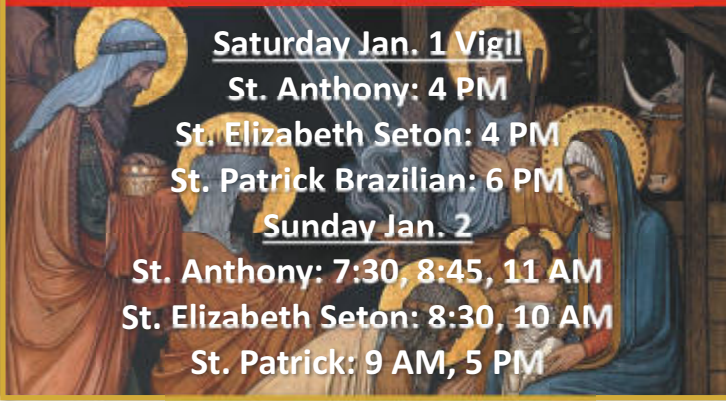 Saturday Jan. 1 Vigil
St. Anthony: 4 PM
St. Elizabeth Seton: 4 PM
St. Patrick Brazilian: 6 PM
Sunday Jan. 2
St. Anthony: 7:30, 8:45, 11 AM
St. Elizabeth Seton: 8:30, 10 AM
St. Patrick: 9 AM, 5 PM